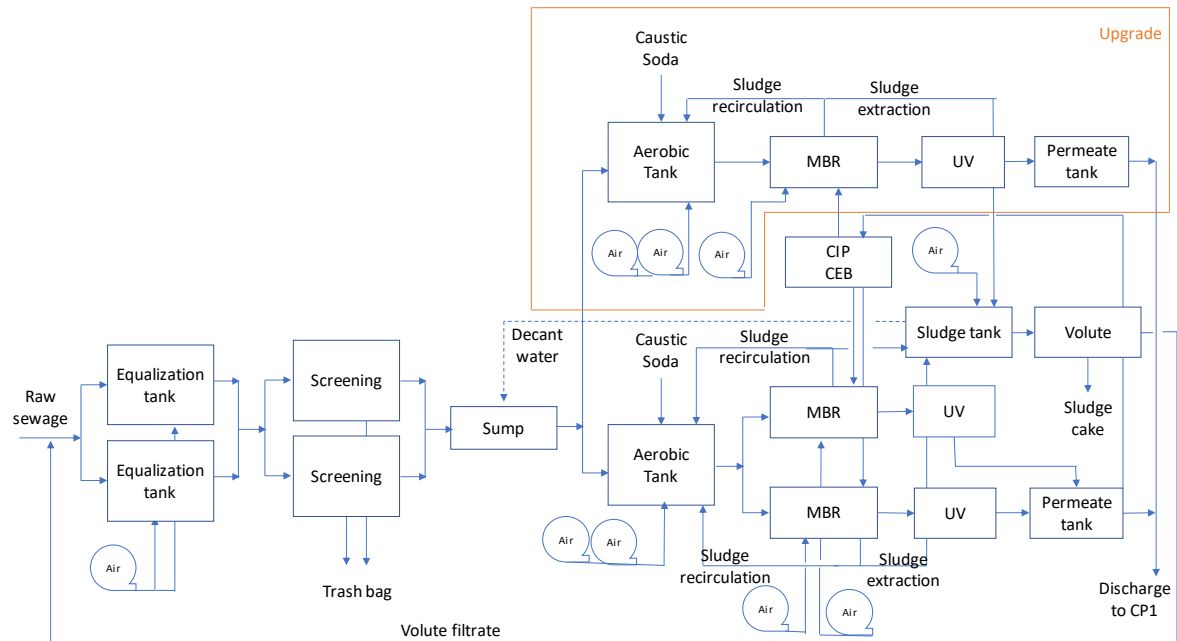 Upgrade
Caustic
Soda
Sludge
recirculation
Sludge
extraction
Aerobic
Tank
MBR
UV
Permeate
tank
Air
Air
Air
CIP
CEB
Air
Decant
water
Caustic
Soda
Sludge
recirculation
Sludge tank
Volute
Equalization
tank
Screening
Raw
sewage
Sump
MBR
UV
Sludge
cake
Equalization
tank
Screening
Aerobic
Tank
MBR
UV
Permeate
tank
Air
Air
Air
Sludge
recirculation
Sludge
extraction
Trash bag
Air
Air
Discharge
to CP1
Volute filtrate